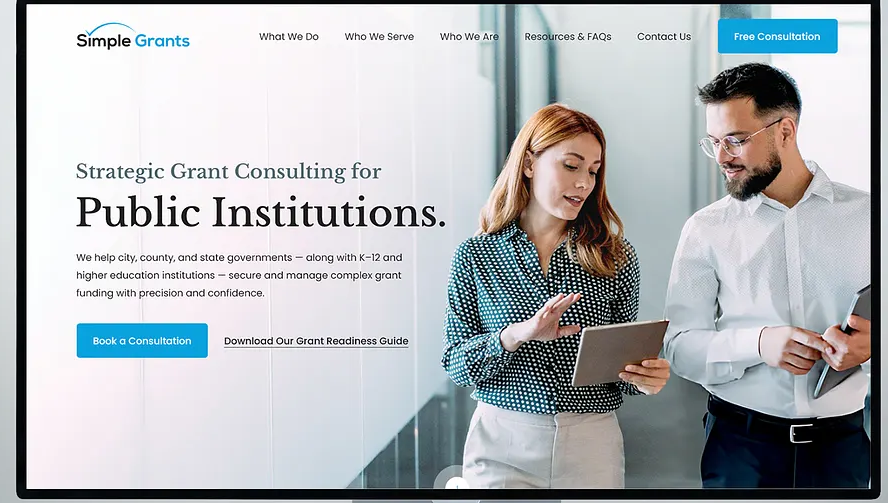 Simple Grants
What We Do
Who We Serve
Who We Are
Resources & FAQs
Contact Us
Free Consultation
Strategic Grant Consulting for
Public Institutions.
We help city, county, and state governments — along with K–12 and
higher education institutions — secure and manage complex grant
funding with precision and confidence.
Book a Consultation
Download Our Grant Readiness Guide